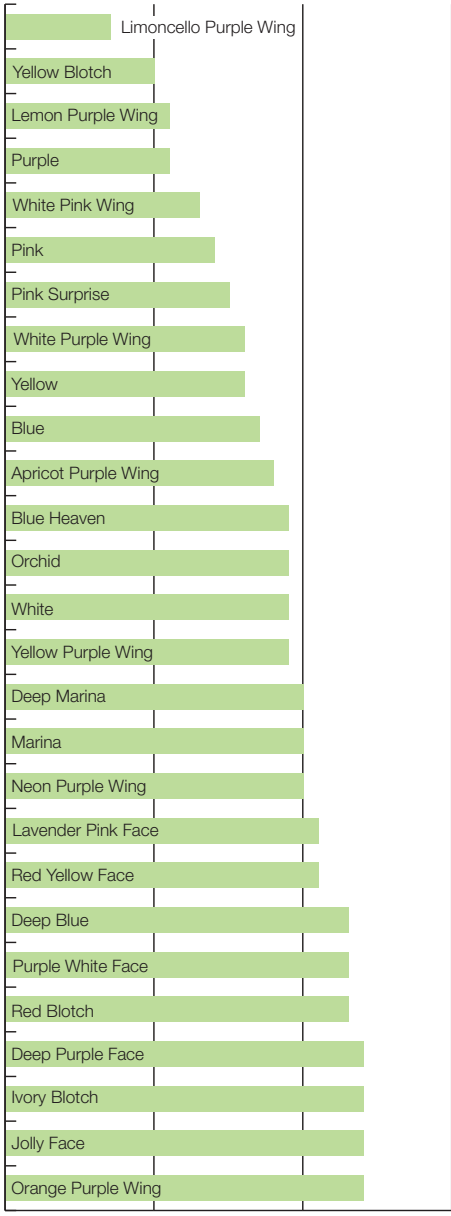 Limoncello Purple Wing
Yellow Blotch
Lemon Purple Wing
Purple
White Pink Wing
Pink
Pink Surprise
White Purple Wing
Yellow
Blue
Apricot Purple Wing
Blue Heaven
Orchid
White
Yellow Purple Wing
Deep Marina
Marina
Neon Purple Wing
Lavender Pink Face
Red Yellow Face
Deep Blue
Purple White Face
Red Blotch
Deep Purple Face
Ivory Blotch
Jolly Face
Orange Purple Wing